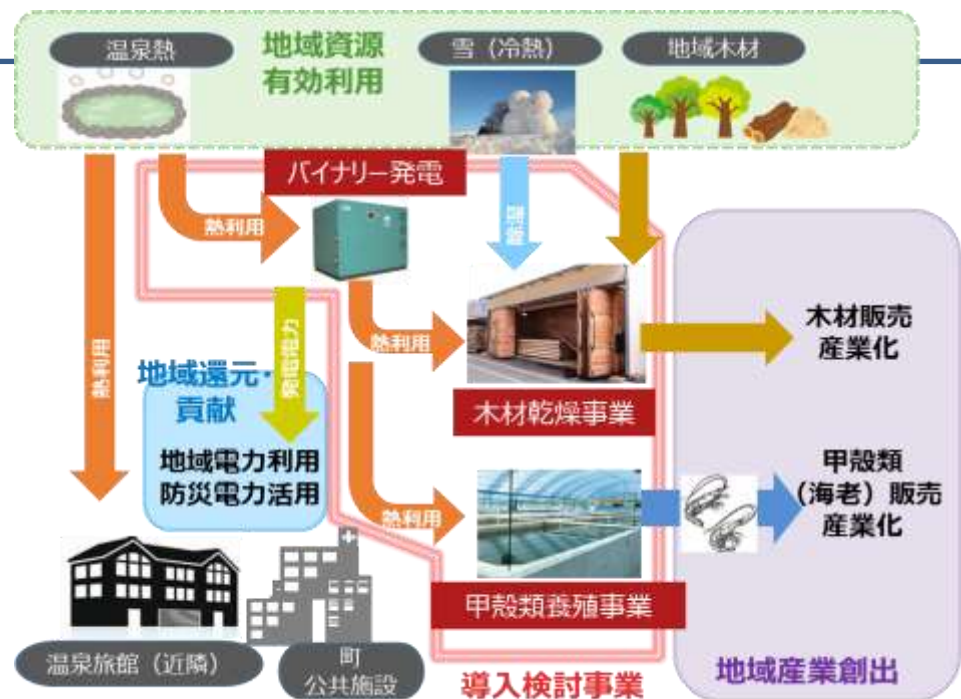 温泉熱
地域資源
有効利用
雪（冷熱）
地域木材
バイナリー発電
熱利用
除湿
熱利用
発電電力
熱利用
地域還元・
貢献
地域電力利用
防災電力活用
木材乾燥事業
木材販売
産業化
熱利用
甲殻類
（海老）販売
産業化
甲殻類養殖事業
温泉旅館（近隣）
町
公共施設
導入検討事業
地域産業創出